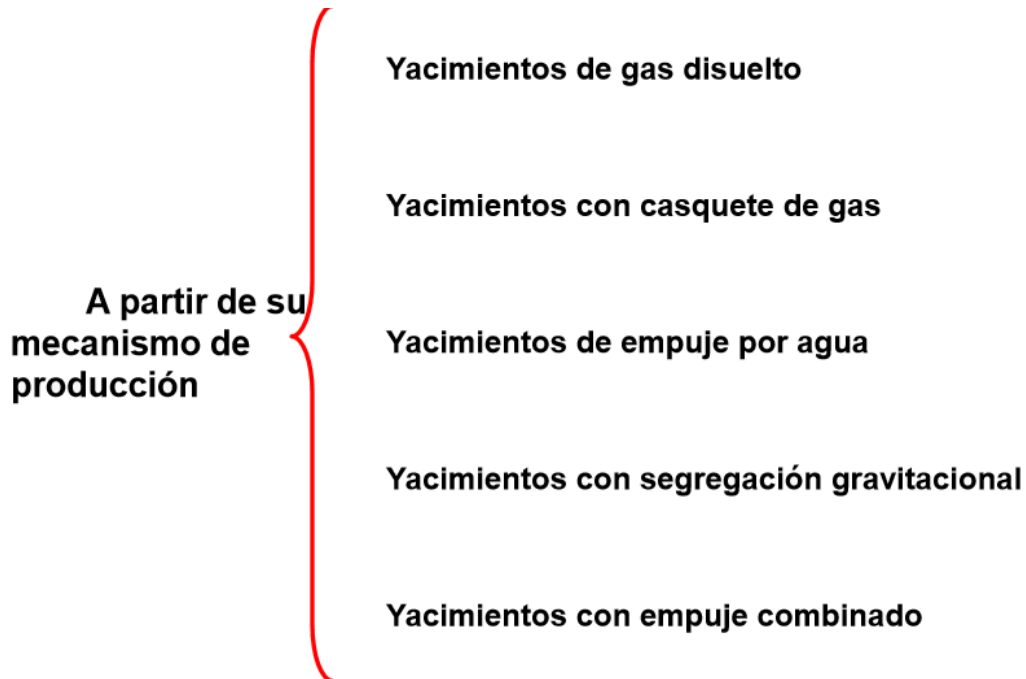 A partir de su
mecanismo de
producción
Yacimientos de gas disuelto
Yacimientos con casquete de gas
Yacimientos de empuje por agua
Yacimientos con segregación gravitacional
Yacimientos con empuje combinado